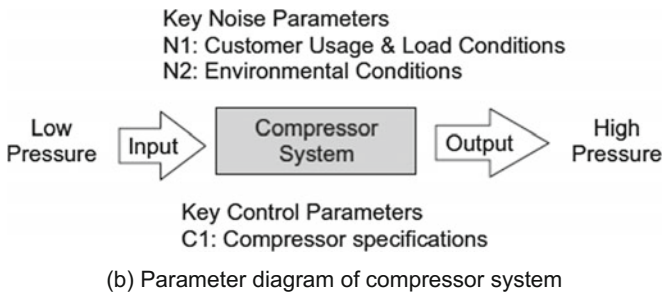 Key Noise Parameters
N1: Customer Usage & Load Conditions
N2: Environmental Conditions
Low
Pressure
Input
Compressor
System
Output
High
Pressure
Key Control Parameters
C1: Compressor specifications
(b) Parameter diagram of compressor system